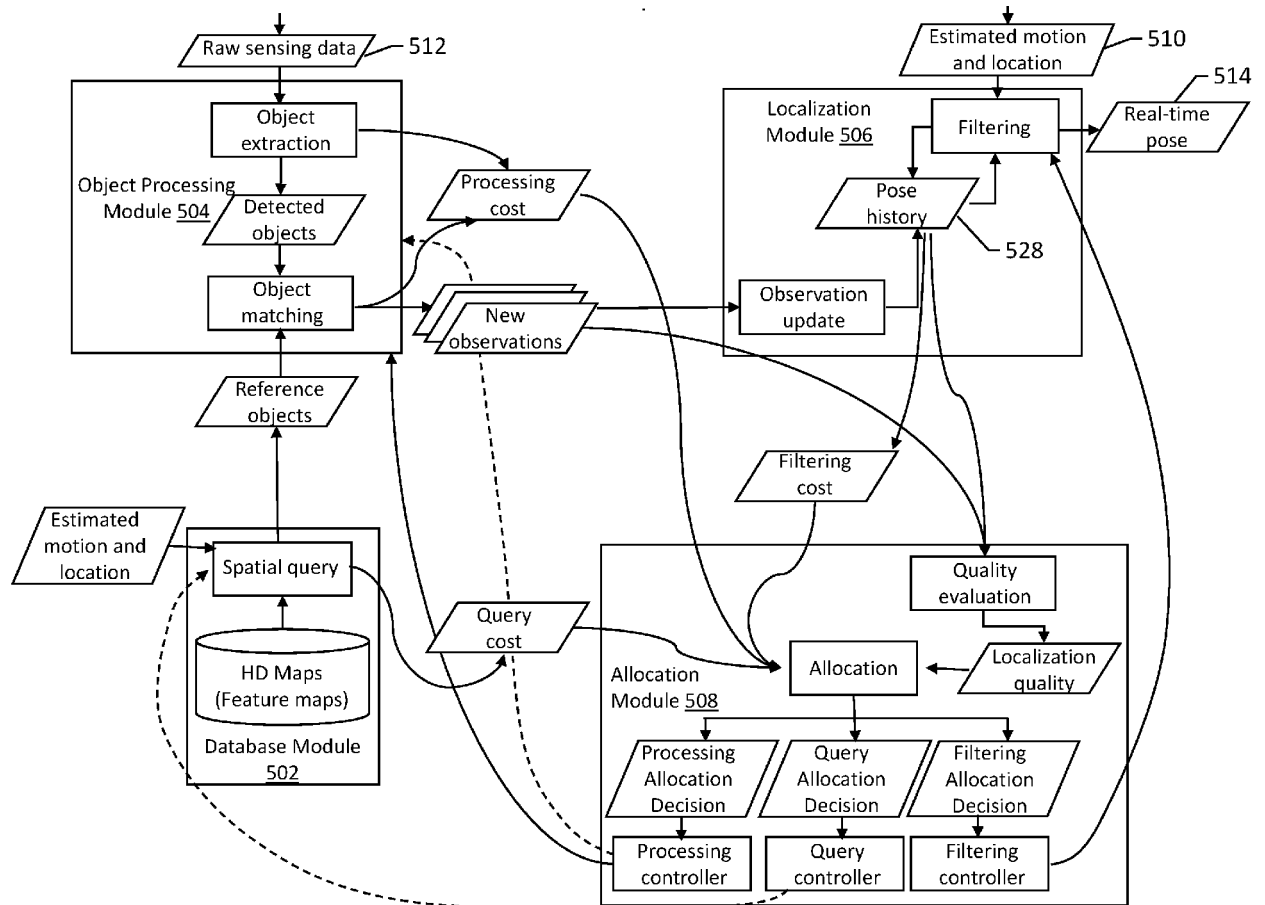 Raw sensing data
512
Object
extraction
Object Processing
Module 504
Detected
objects
Object
matching
Processing
cost
New
observations
Reference
objects
Estimated motion
and location
510
514
Real-time
pose
Localization
Module 506
Filtering
Pose
history
528
Observation
update
Filtering
cost
Estimated
motion and
location
Spatial query
HD Maps
(Feature maps)
Database Module
502
Query
cost
Quality
evaluation
Localization
quality
Allocation
Allocation
Module 508
Processing
Allocation
Decision
Query
Allocation
Decision
Filtering
Allocation
Decision
Processing
controller
Query
controller
Filtering
controller